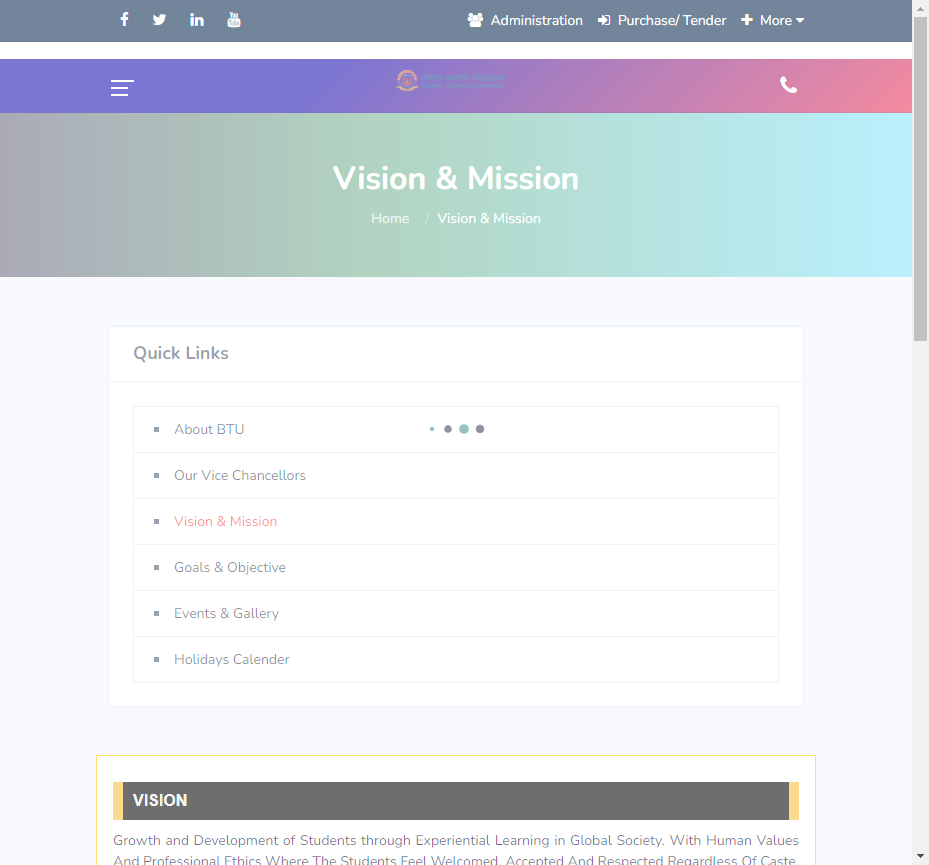 Administration
Purchase/ Tender
More
Vision & Mission
Home / Vision & Mission
Quick Links
About BTU
Our Vice Chancellors
Vision & Mission
Goals & Objective
Events & Gallery
Holidays Calender
VISION
Growth and Development of Students through Experiential Learning in Global Society. With Human Values
And Professional Ethics Where The Students Feel Welcomed, Accepted And Respected Regardless Of Caste,